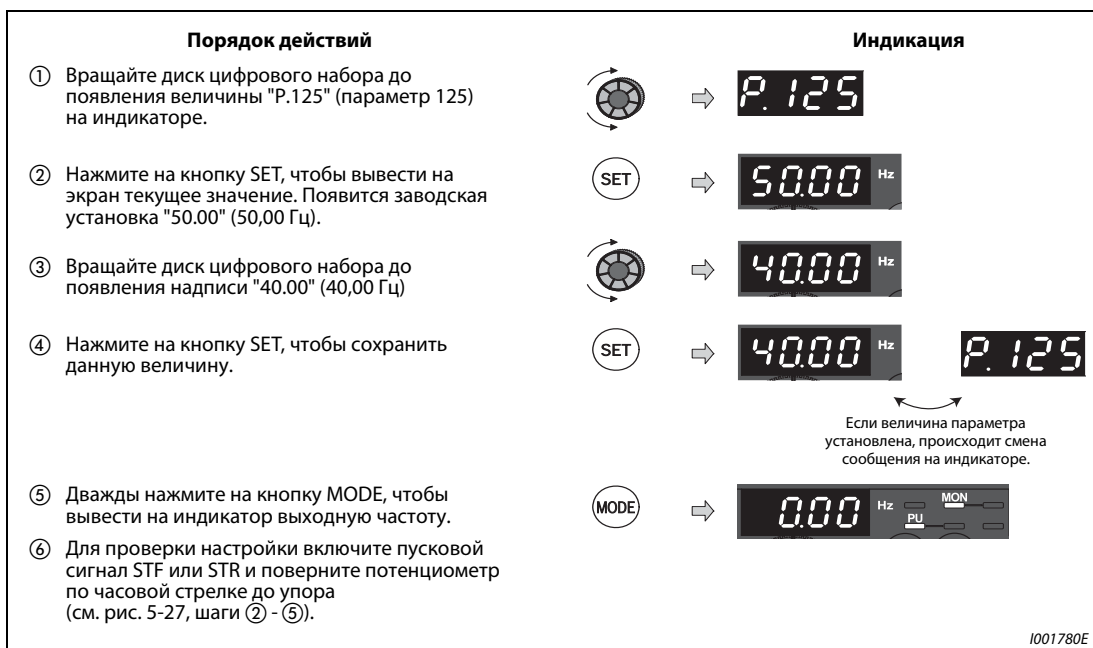 Порядок действий
Индикация
① Вращайте диск цифрового набора до
появления величины "P.125" (параметр 125)
на индикаторе.
P. 125
② Нажмите на кнопку SET, чтобы вывести на
экран текущее значение. Появится заводская
установка "50.00" (50,00 Гц).
SET
50.00 Hz
③ Вращайте диск цифрового набора до
появления надписи "40.00" (40,00 Гц)
40.00 Hz
④ Нажмите на кнопку SET, чтобы сохранить
данную величину.
SET
40.00 Hz
P. 125
Если величина параметра
установлена, происходит смена
сообщения на индикаторе.
⑤ Дважды нажмите на кнопку MODE, чтобы
вывести на индикатор выходную частоту.
MODE
0.00 Hz
MON
PU
⑥ Для проверки настройки включите пусковой
сигнал STF или STR и поверните потенциометр
по часовой стрелке до упора
(см. рис. 5-27, шаги ② - ⑤).
I001780E